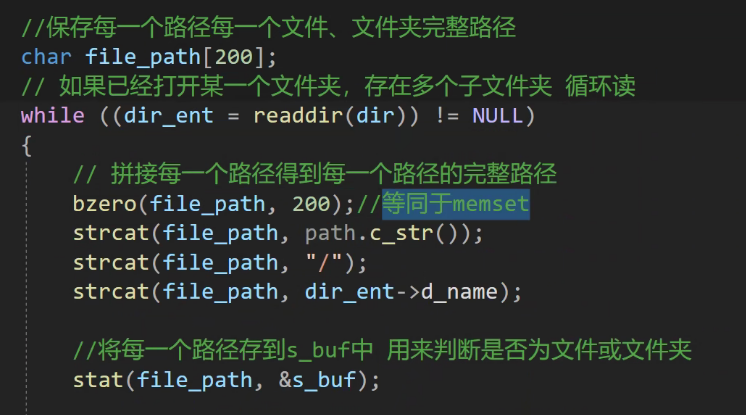 //保存每一个路径每一个文件、文件夹完整路径
char file_path[200];
// 如果已经打开某一个文件夹，存在多个子文件夹 循环读
while ((dir_ent = readdir(dir)) != NULL)
{
// 拼接每一个路径得到每一个路径的完整路径
bzero(file_path, 200);//等同于memset
strcat(file_path, path.c_str());
strcat(file_path, "/");
strcat(file_path, dir_ent->d_name);
//将每一个路径存到s_buf中 用来判断是否为文件或文件夹
stat(file_path, &s_buf);